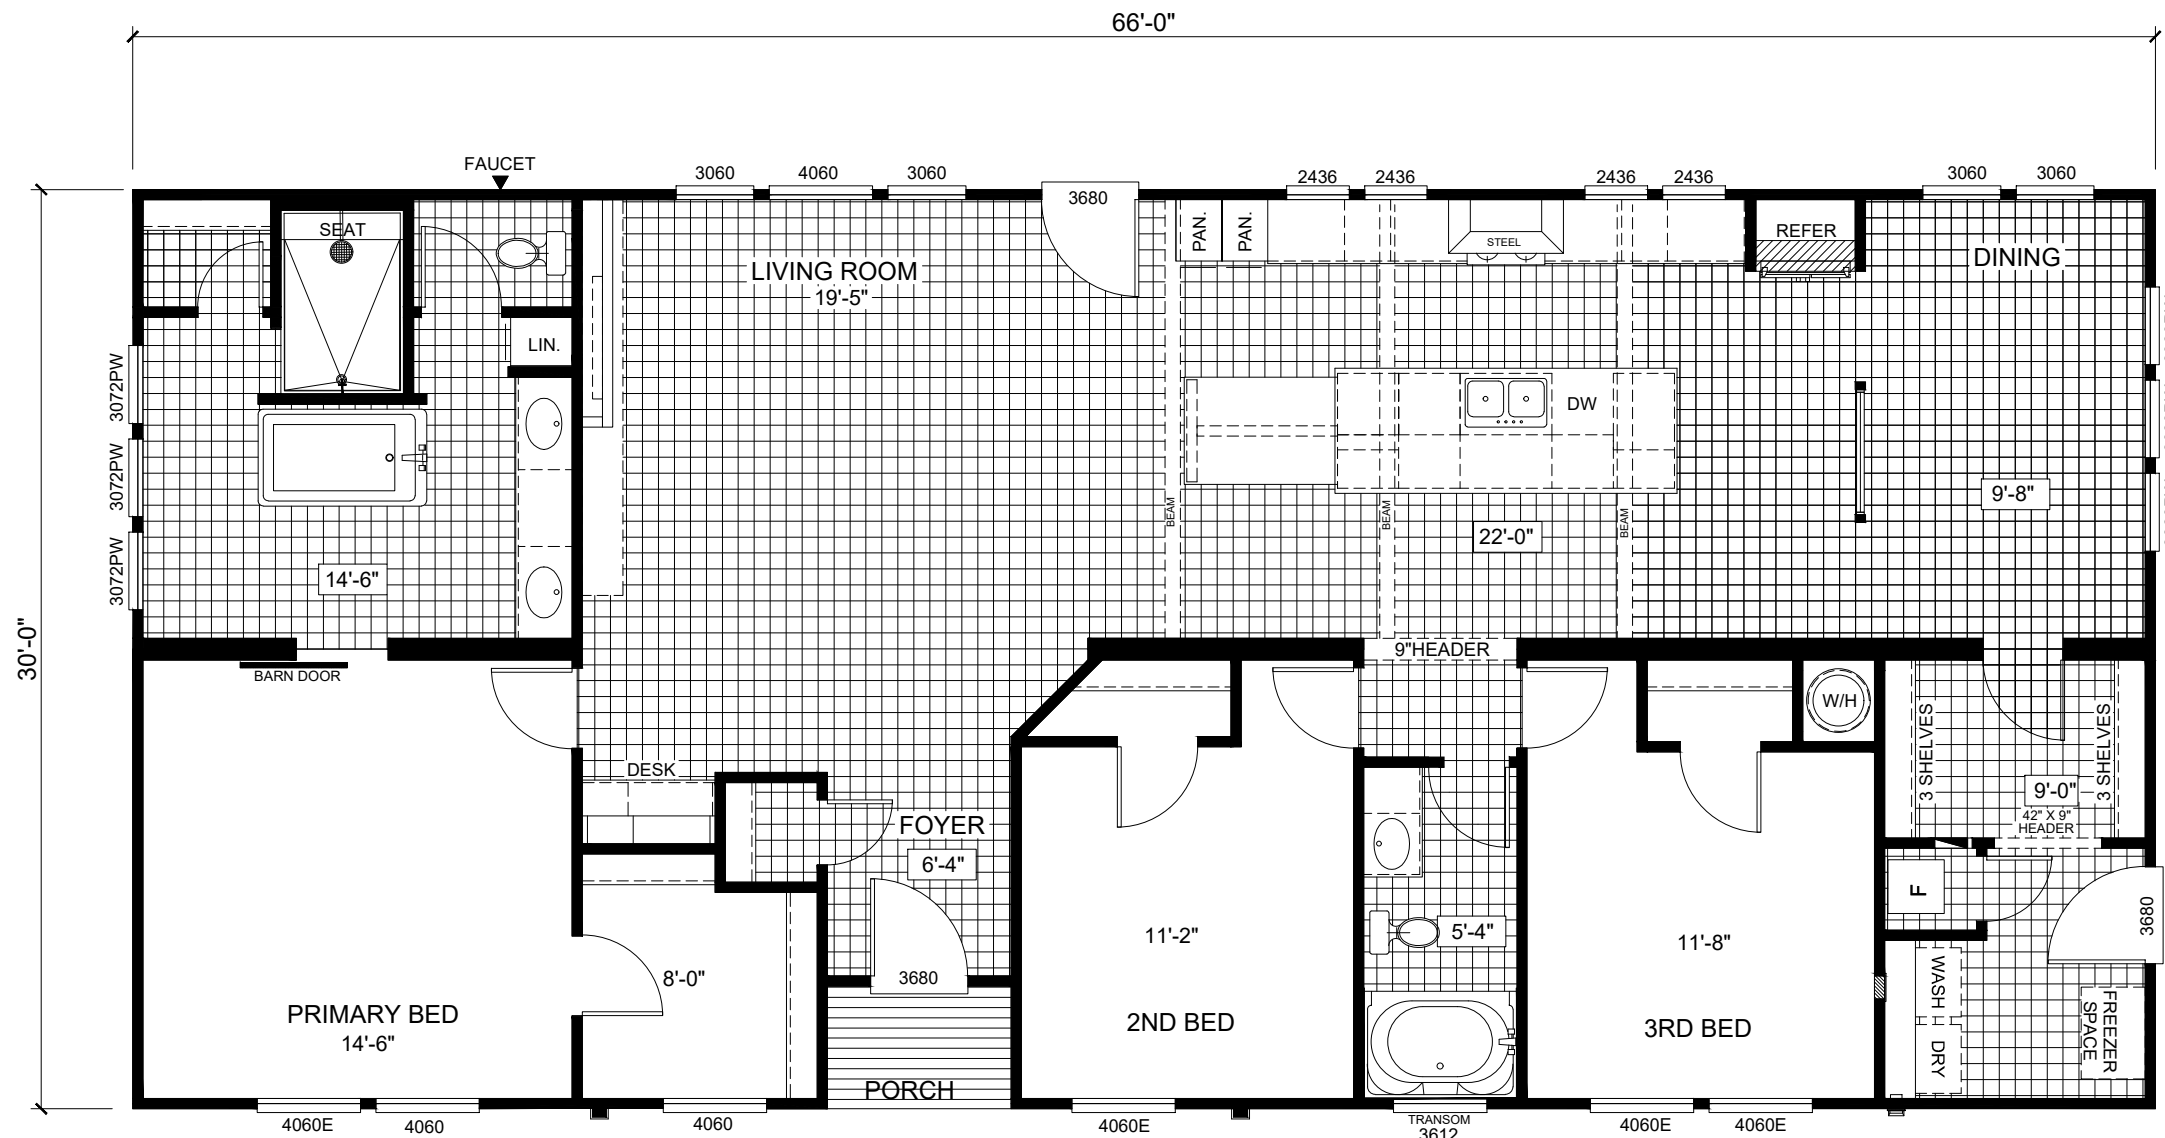 66'-0"
FAUCET
3060
4060
3060
3680
2436
2436
2436
2436
3060
3060
SEAT
LIVING ROOM
19'-5"
PAN.
PAN.
STEEL
REFER
DINING
LIN.
3072PW
3072PW
3072PW
DW
BEAM
BEAM
BEAM
9'-8"
22'-0"
14'-6"
30'-0"
BARN DOOR
9"HEADER
W/H
3 SHELVES
3 SHELVES
DESK
FOYER
6'-4"
9'-0"
42" X 9"
HEADER
F
3680
11'-2"
5'-4"
11'-8"
8'-0"
3680
WASH
DRY
FREEZER
SPACE
PRIMARY BED
14'-6"
2ND BED
3RD BED
PORCH
4060E
4060
4060
4060E
TRANSOM
3612
4060E
4060E